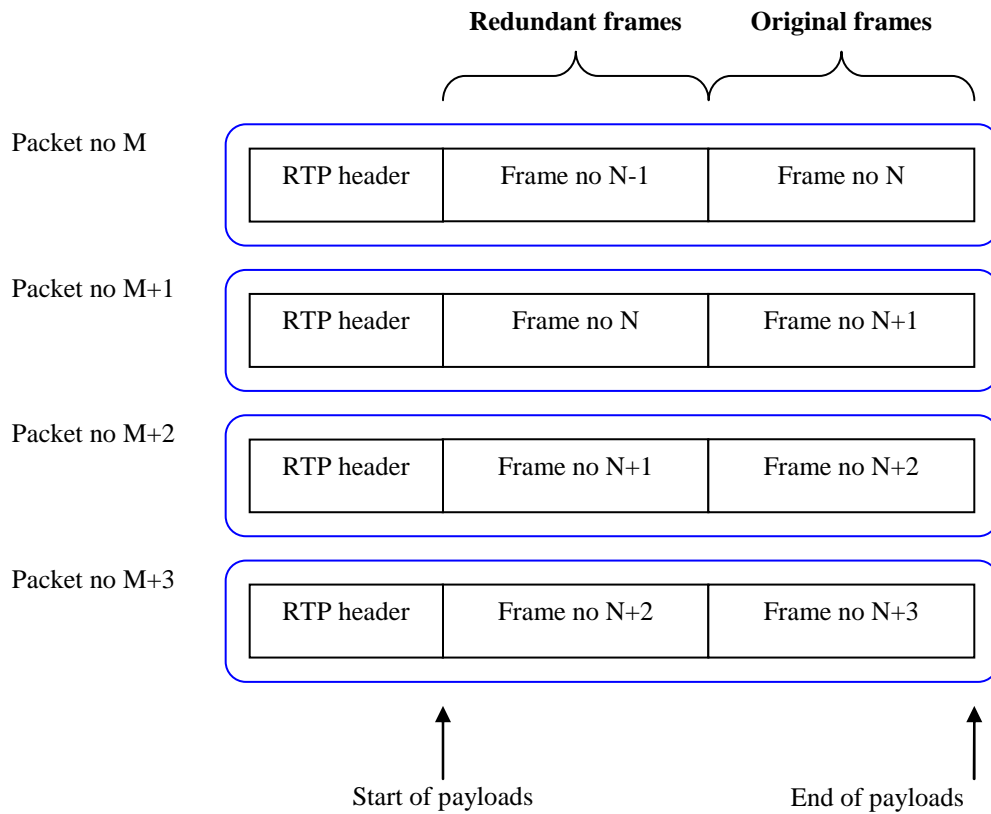 Redundant frames Original frames
Packet no M
RTP header Frame no N-1 Frame no N
Packet no M+1
RTP header Frame no N Frame no N+1
Packet no M+2
RTP header Frame no N+1 Frame no N+2
Packet no M+3
RTP header Frame no N+2 Frame no N+3
Start of payloads End of payloads